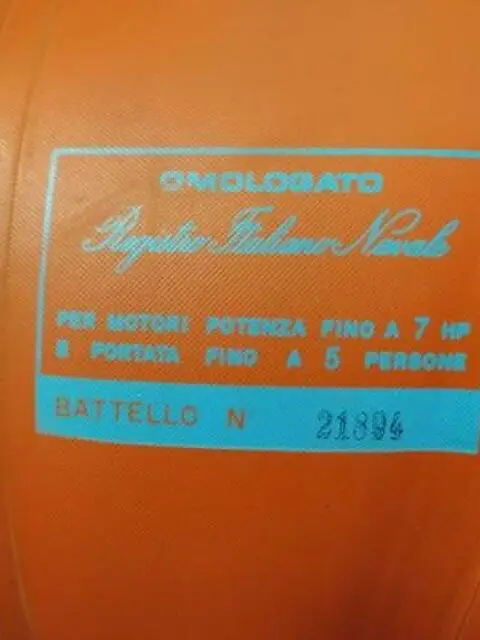 OMOLOGATO
Registro Italiano Navale
PER MOTORI POTENZA FINO A 7 HP
E PORTATA FINO A 5 PERSONE
BATTELLO N 21894